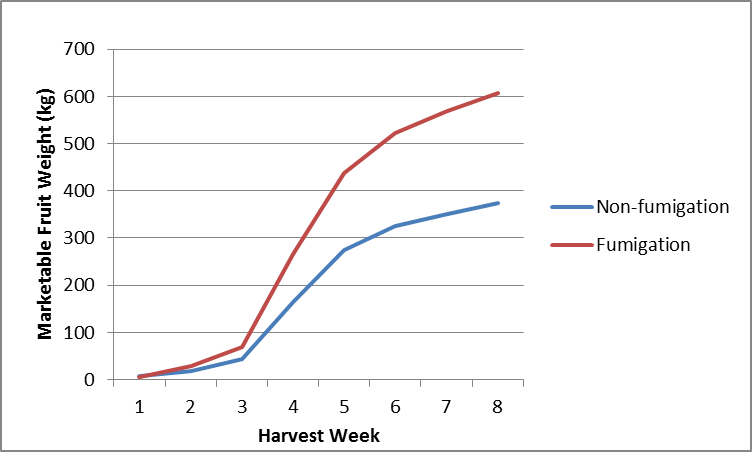 700
600
500
400
300
200
100
0
Marketable Fruit Weight (kg)
1 2 3 4 5 6 7 8
Harvest Week
Non-fumigation
Fumigation